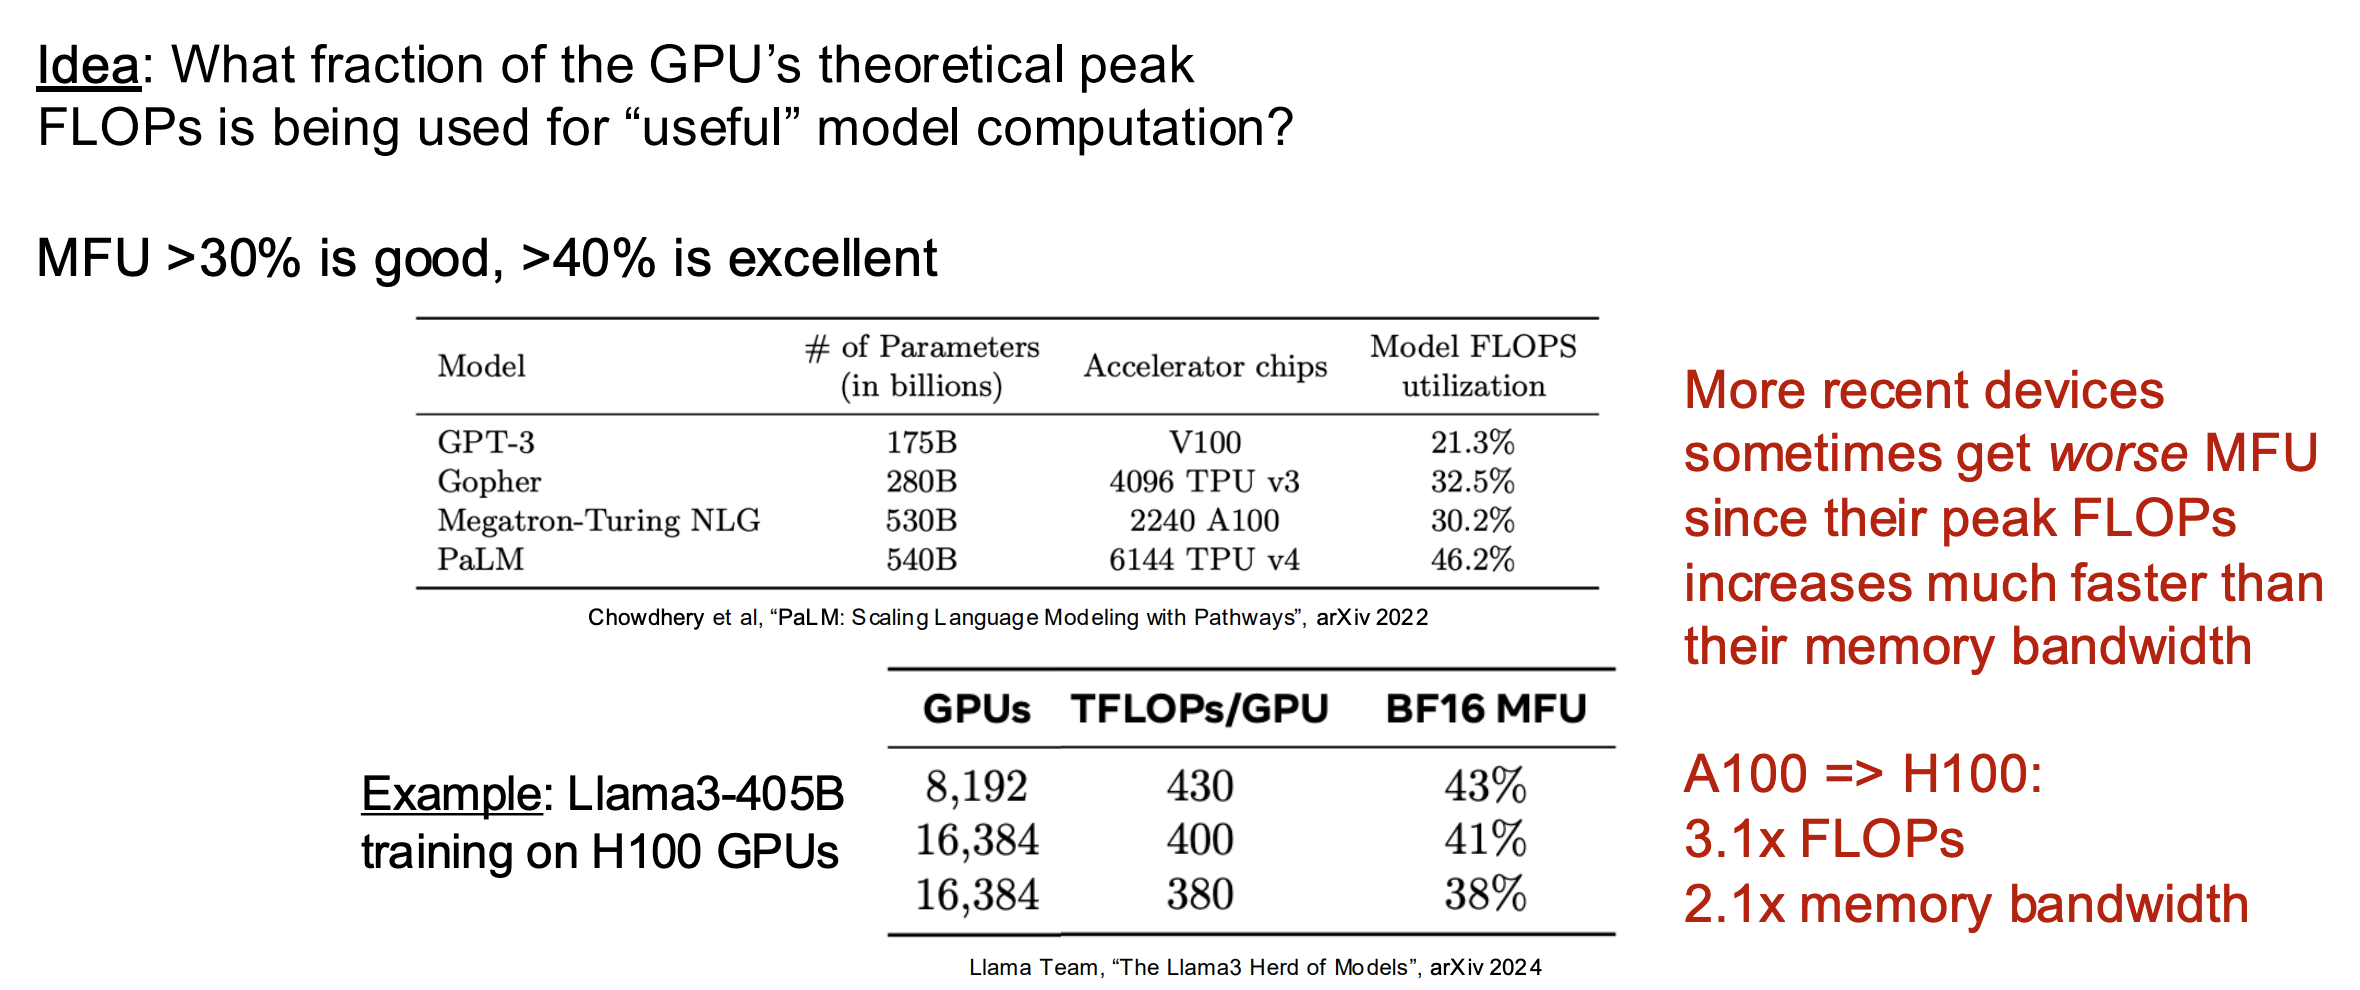 Idea: What fraction of the GPU’s theoretical peak
FLOPs is being used for “useful” model computation?
MFU >30% is good, >40% is excellent
Model # of Parameters (in billions) Accelerator chips Model FLOPS utilization
GPT-3 175B V100 21.3%
Gopher 280B 4096 TPU v3 32.5%
Megatron-Turing NLG 530B 2240 A100 30.2%
PaLM 540B 6144 TPU v4 46.2%
Chowdhery et al, “PaLM: Scaling Language Modeling with Pathways”, arXiv 2022
Example: Llama3-405B
training on H100 GPUs
GPUs TFLOPs/GPU BF16 MFU
8,192 430 43%
16,384 400 41%
16,384 380 38%
Llama Team, “The Llama3 Herd of Models”, arXiv 2024
More recent devices
sometimes get worse MFU
since their peak FLOPs
increases much faster than
their memory bandwidth
A100 => H100:
3.1x FLOPs
2.1x memory bandwidth